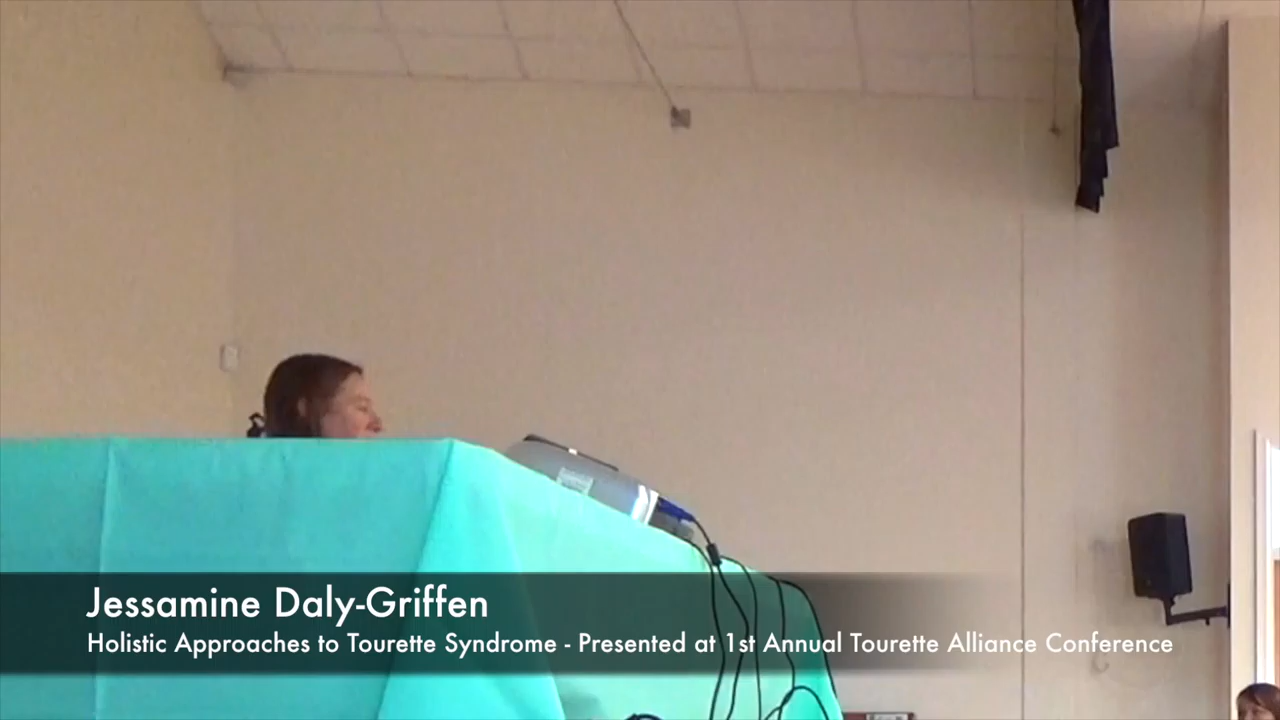 Jessamine Daly-Griffen
Holistic Approaches to Tourette Syndrome - Presented at 1st Annual Tourette Alliance Conference